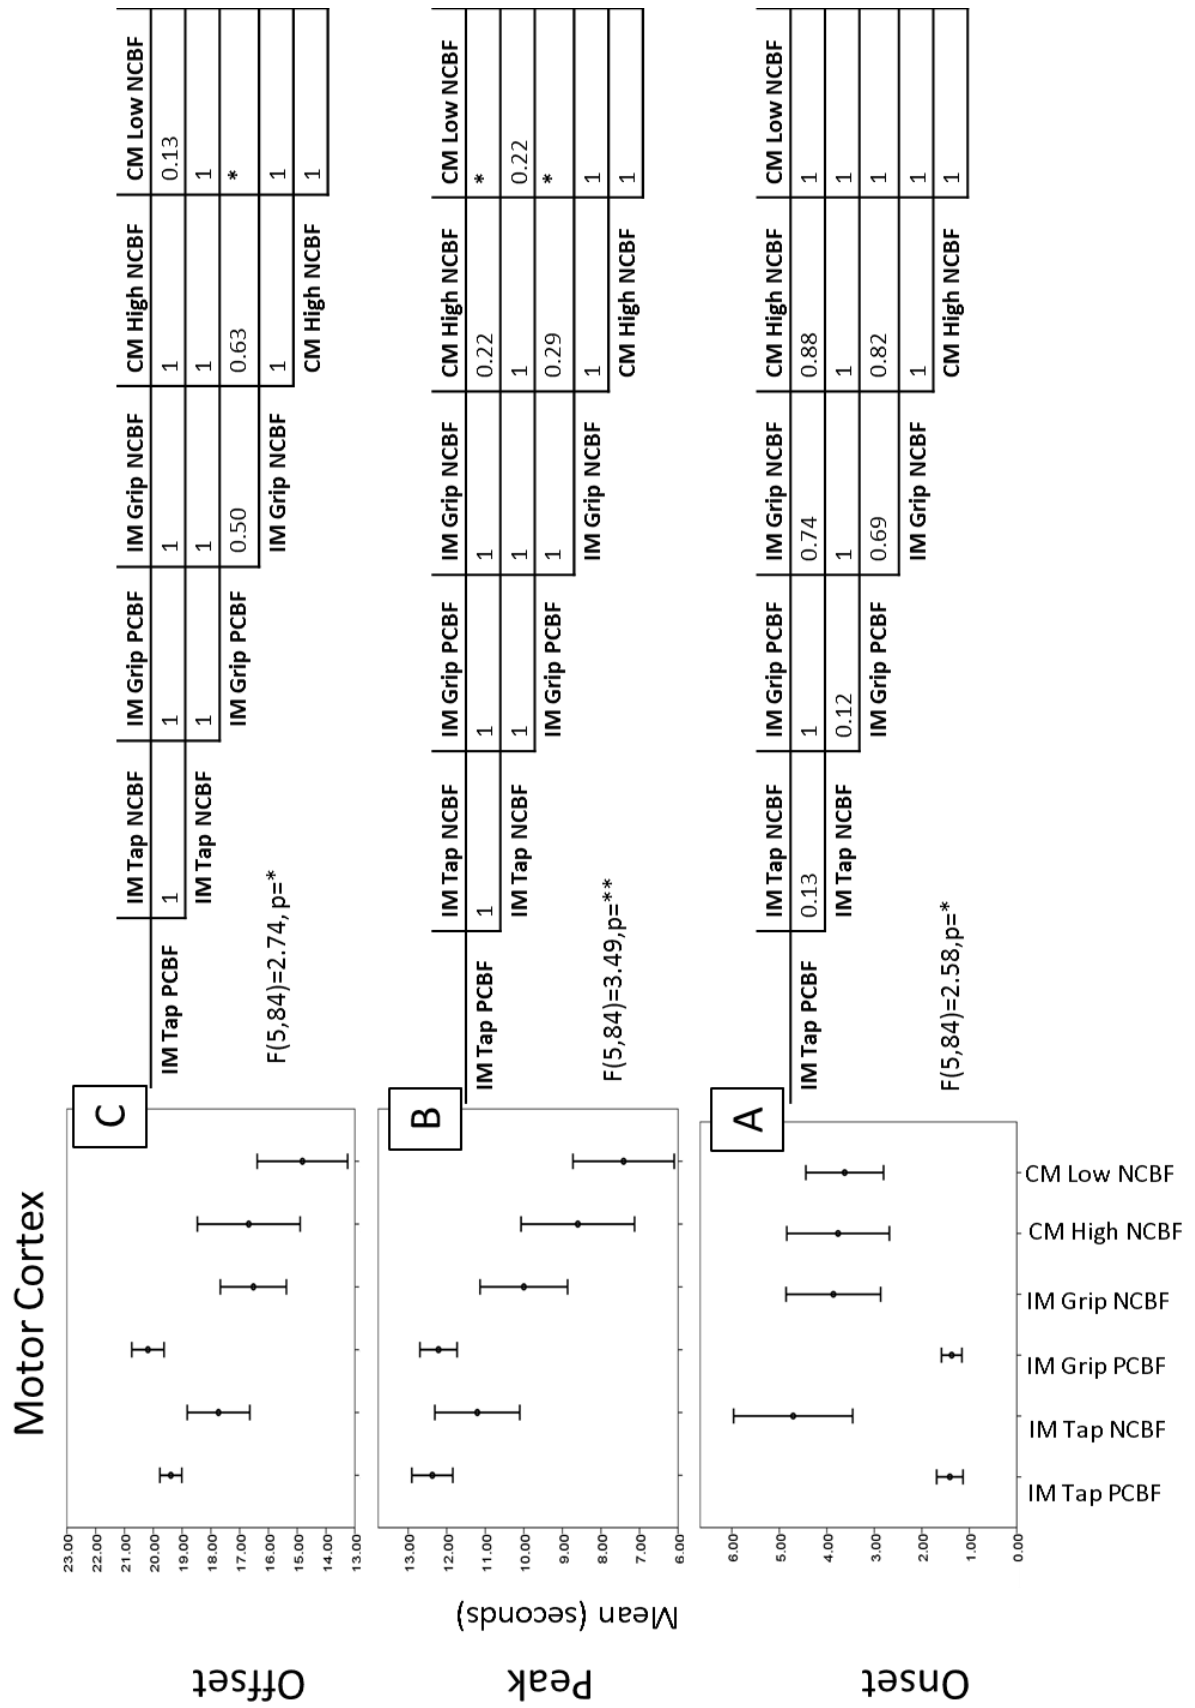 Motor Cortex
Offset
23.00
22.00
21.00
20.00
19.00
18.00
17.00
16.00
15.00
14.00
13.00
C
IM Tap NCBF IM Grip PCBF IM Grip NCBF CM High NCBF CM Low NCBF
IM Tap PCBF 1 1 1 1 0.13
IM Tap NCBF 1 1 1 1
IM Grip PCBF 0.50 0.63 *
IM Grip NCBF 1 1
CM High NCBF 1
F(5,84)=2.74, p=*
Peak
Mean (seconds)
13.00
12.00
11.00
10.00
9.00
8.00
7.00
6.00
B
IM Tap NCBF IM Grip PCBF IM Grip NCBF CM High NCBF CM Low NCBF
IM Tap PCBF 1 1 1 0.22 *
IM Tap NCBF 1 1 1 0.22
IM Grip PCBF 1 0.29 *
IM Grip NCBF 1 1
CM High NCBF 1
F(5,84)=3.49,p=**
Onset
6.00
5.00
4.00
3.00
2.00
1.00
0.00
A
IM Tap NCBF IM Grip PCBF IM Grip NCBF CM High NCBF CM Low NCBF
IM Tap PCBF 0.13 1 0.74 0.88 1
IM Tap NCBF 0.12 1 1 1
IM Grip PCBF 0.69 0.82 1
IM Grip NCBF 1 1
CM High NCBF 1
F(5,84)=2.58,p=*
IM Tap PCBF
IM Tap NCBF
IM Grip PCBF
IM Grip NCBF
CM High NCBF
CM Low NCBF